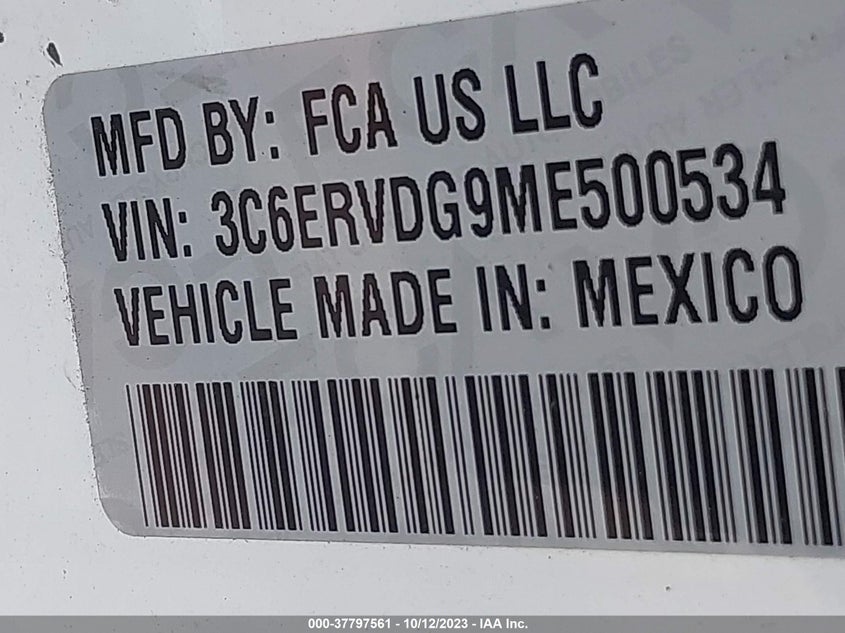 MFD BY: FCA US LLC
VIN: 3C6ERVDG9ME500534
VEHICLE MADE IN: MEXICO
000-37797561 - 10/12/2023 - IAA Inc.